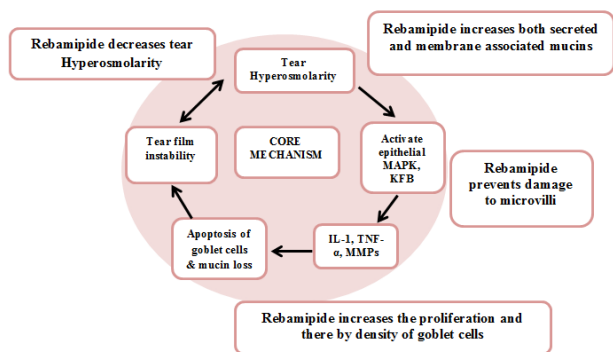 Rebamipide decreases tear
Hyperosmolarity
Rebamipide increases both secreted
and membrane associated mucins
Tear
Hyperosmolarity
Tear film
instability
CORE
MECHANISM
Activate
epithelial
MAPK,
KFB
Rebamipide
prevents damage
to microvilli
Apoptosis of
goblet cells
& mucin loss
IL-1, TNF-
α, MMPs
Rebamipide increases the proliferation and
there by density of goblet cells